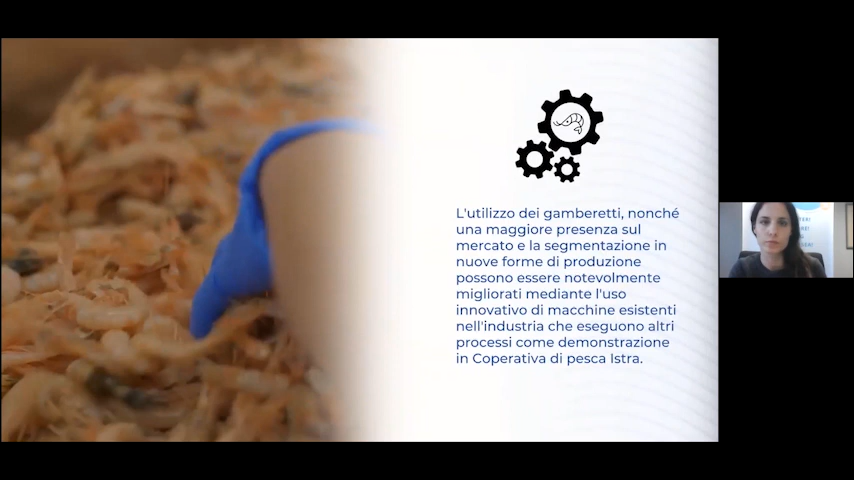 L'utilizzo dei gamberetti, nonché
una maggiore presenza sul
mercato e la segmentazione in
nuove forme di produzione
possono essere notevolmente
migliorati mediante l'uso
innovativo di macchine esistenti
nell'industria che eseguono altri
processi come demonstrazione
in Coperativa di pesca Istra.